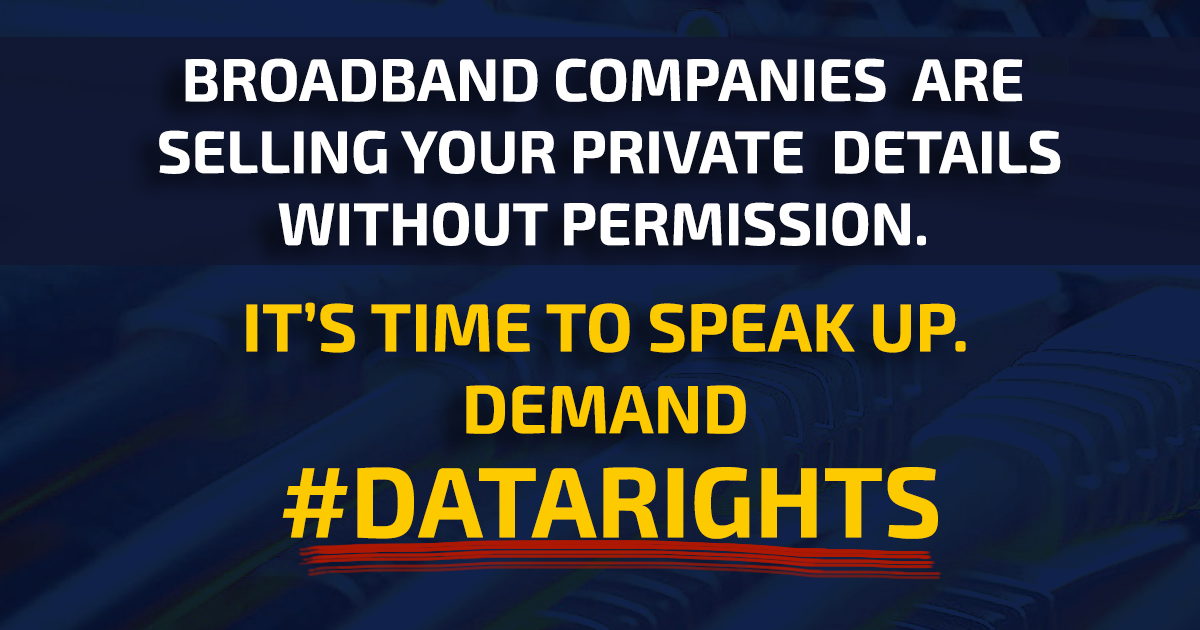 BROADBAND COMPANIES ARE
SELLING YOUR PRIVATE DETAILS
WITHOUT PERMISSION.
IT’S TIME TO SPEAK UP.
DEMAND
#DATARIGHTS